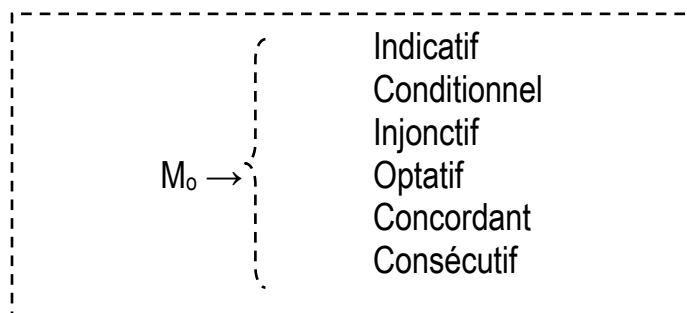 Indicatif
Conditionnel
Injonctif
M₀ → Optatif
Concordant
Consécutif